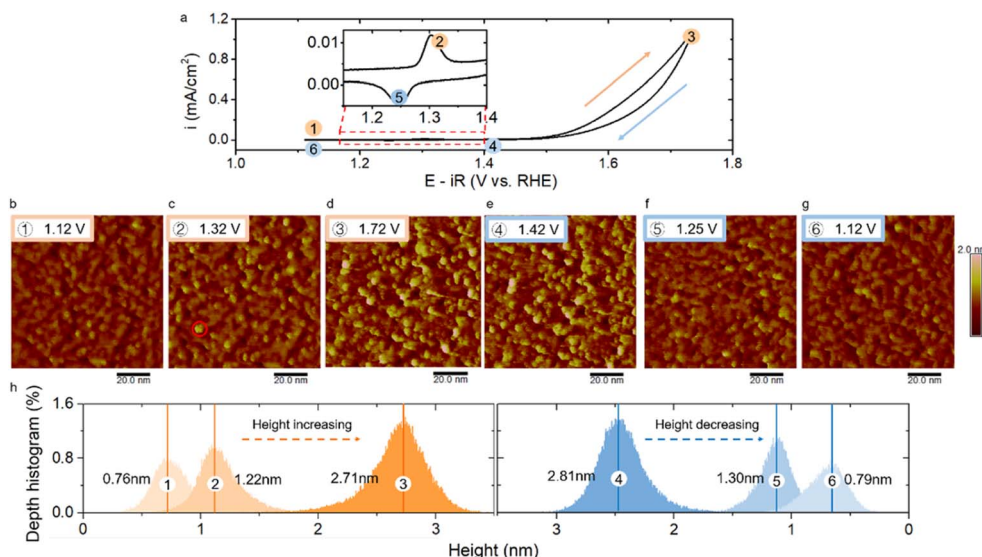 a
i (mA/cm²)
1.2
0.8
0.4
0.0
1.0 1.2 1.4 1.6 1.8
E - iR (V vs. RHE)
0.01
0.00
1.2 1.3 1.4
1
2
3
4
5
6
b c d e f g
① 1.12 V ② 1.32 V ③ 1.72 V ④ 1.42 V ⑤ 1.25 V ⑥ 1.12 V
2.0 nm
20.0 nm 20.0 nm 20.0 nm 20.0 nm 20.0 nm 20.0 nm
h
Depth histogram (%)
1.6
0.8
0.0
Height increasing
Height decreasing
0.76nm 1 2 1.22nm 2.71nm 3
2.81nm 4 1.30nm 5 6 0.79nm
0 1 2 3 3 2 1 0
Height (nm)